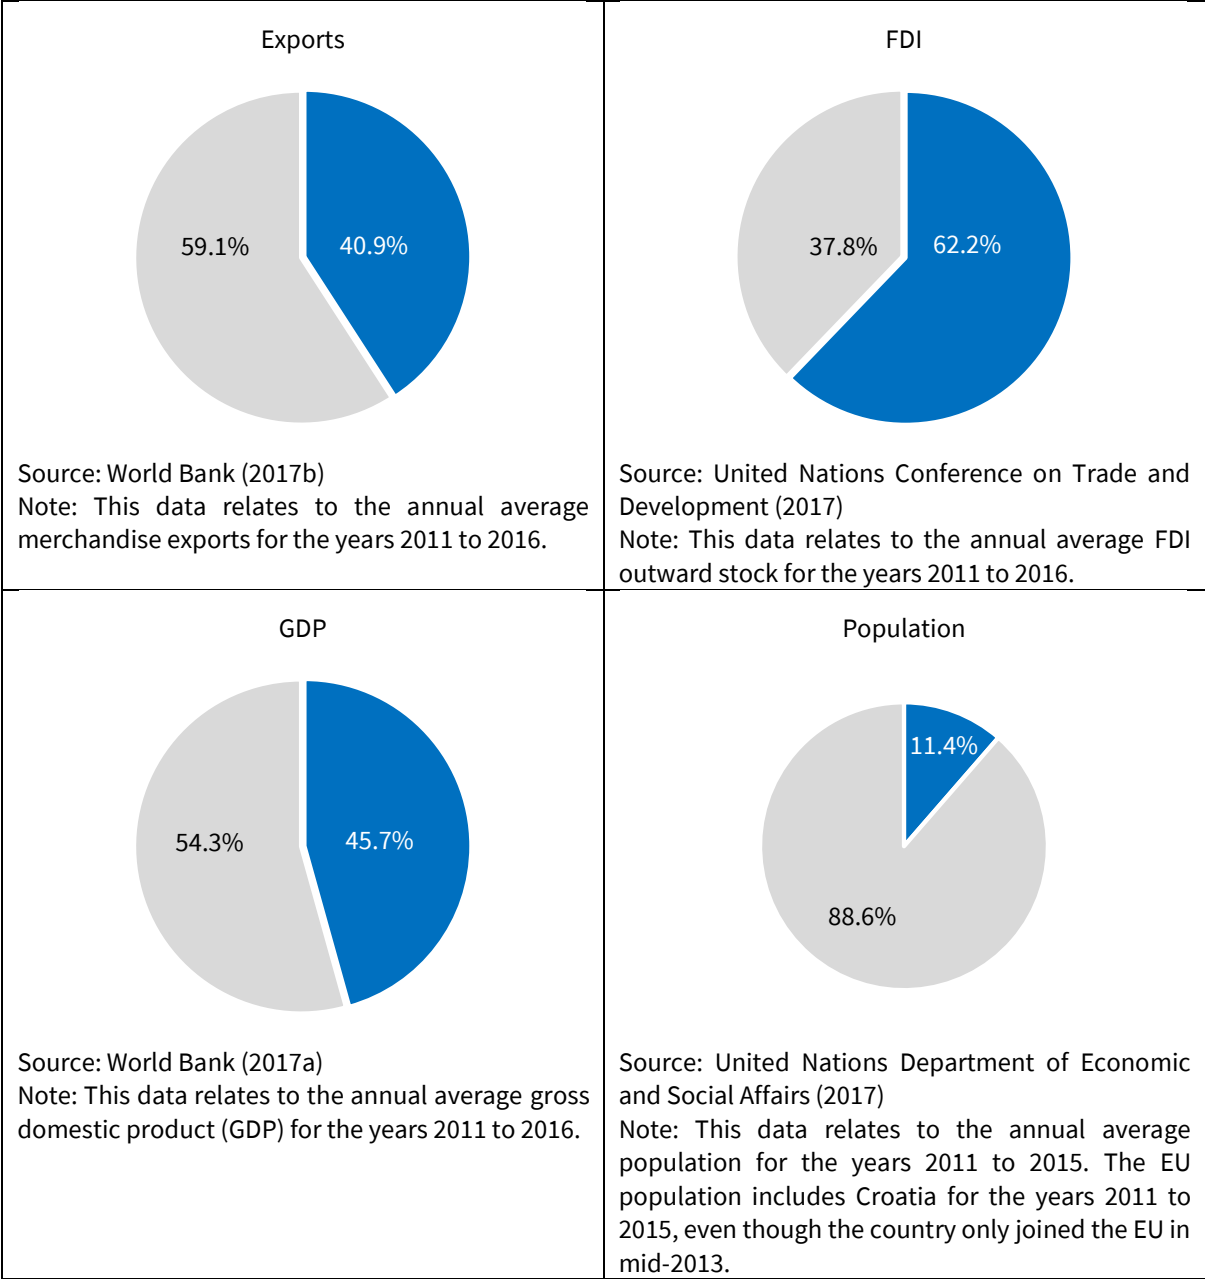 Exports
59.1%
40.9%
Source: World Bank (2017b)
Note: This data relates to the annual average
merchandise exports for the years 2011 to 2016.
FDI
37.8%
62.2%
Source: United Nations Conference on Trade and
Development (2017)
Note: This data relates to the annual average FDI
outward stock for the years 2011 to 2016.
GDP
54.3%
45.7%
Source: World Bank (2017a)
Note: This data relates to the annual average gross
domestic product (GDP) for the years 2011 to 2016.
Population
11.4%
88.6%
Source: United Nations Department of Economic
and Social Affairs (2017)
Note: This data relates to the annual average
population for the years 2011 to 2015. The EU
population includes Croatia for the years 2011 to
2015, even though the country only joined the EU in
mid-2013.